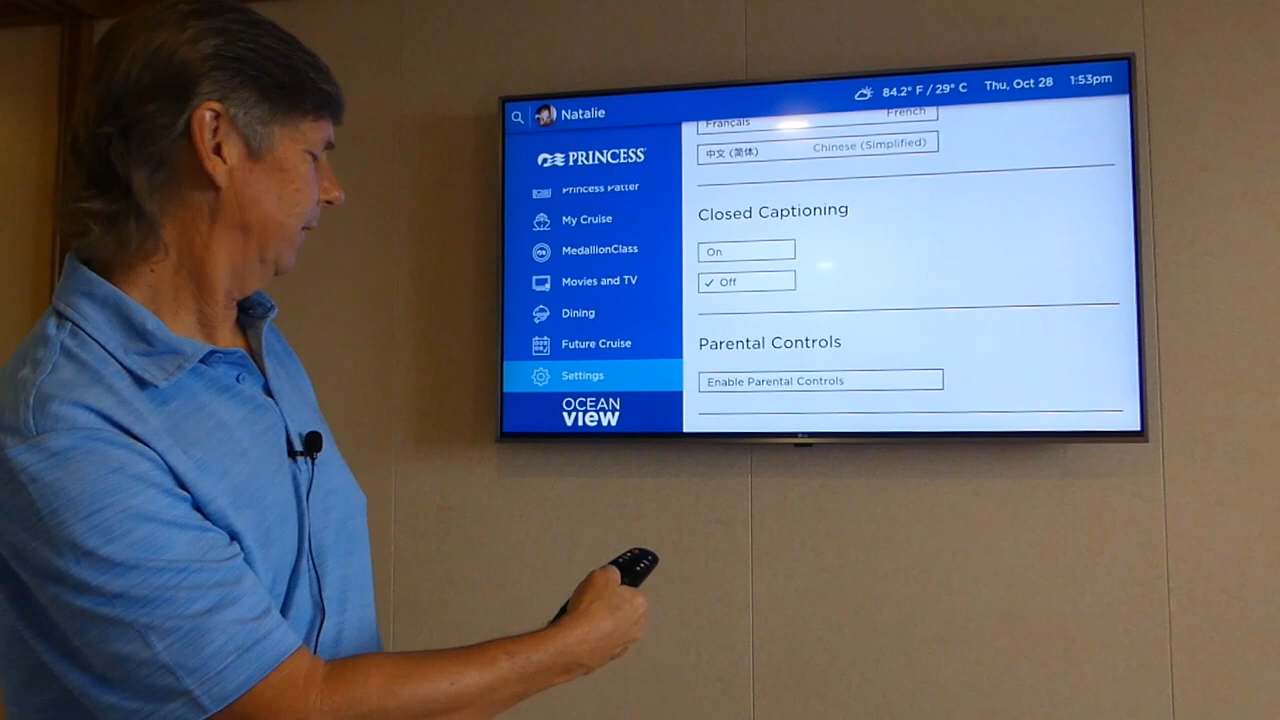 Natalie
84.2° F / 29° C Thu, Oct 28 1:53pm
PRINCESS
Princess Patter
My Cruise
MedallionClass
Movies and TV
Dining
Future Cruise
Settings
OCEAN
view
Français French
中文 (简体) Chinese (Simplified)
Closed Captioning
On
✓ Off
Parental Controls
Enable Parental Controls
LG